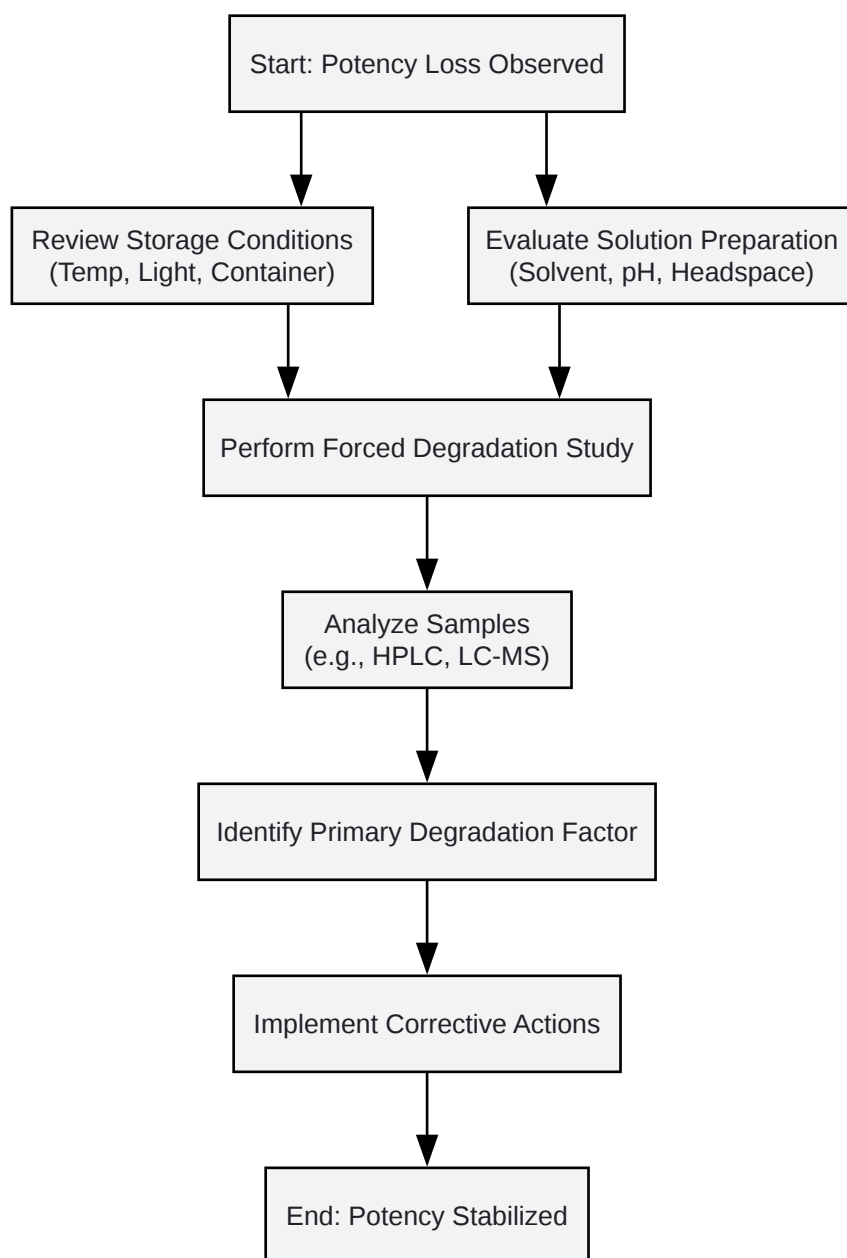 Start: Potency Loss Observed
Review Storage Conditions
(Temp, Light, Container)
Evaluate Solution Preparation
(Solvent, pH, Headspace)
Perform Forced Degradation Study
Analyze Samples
(e.g., HPLC, LC-MS)
Identify Primary Degradation Factor
Implement Corrective Actions
End: Potency Stabilized